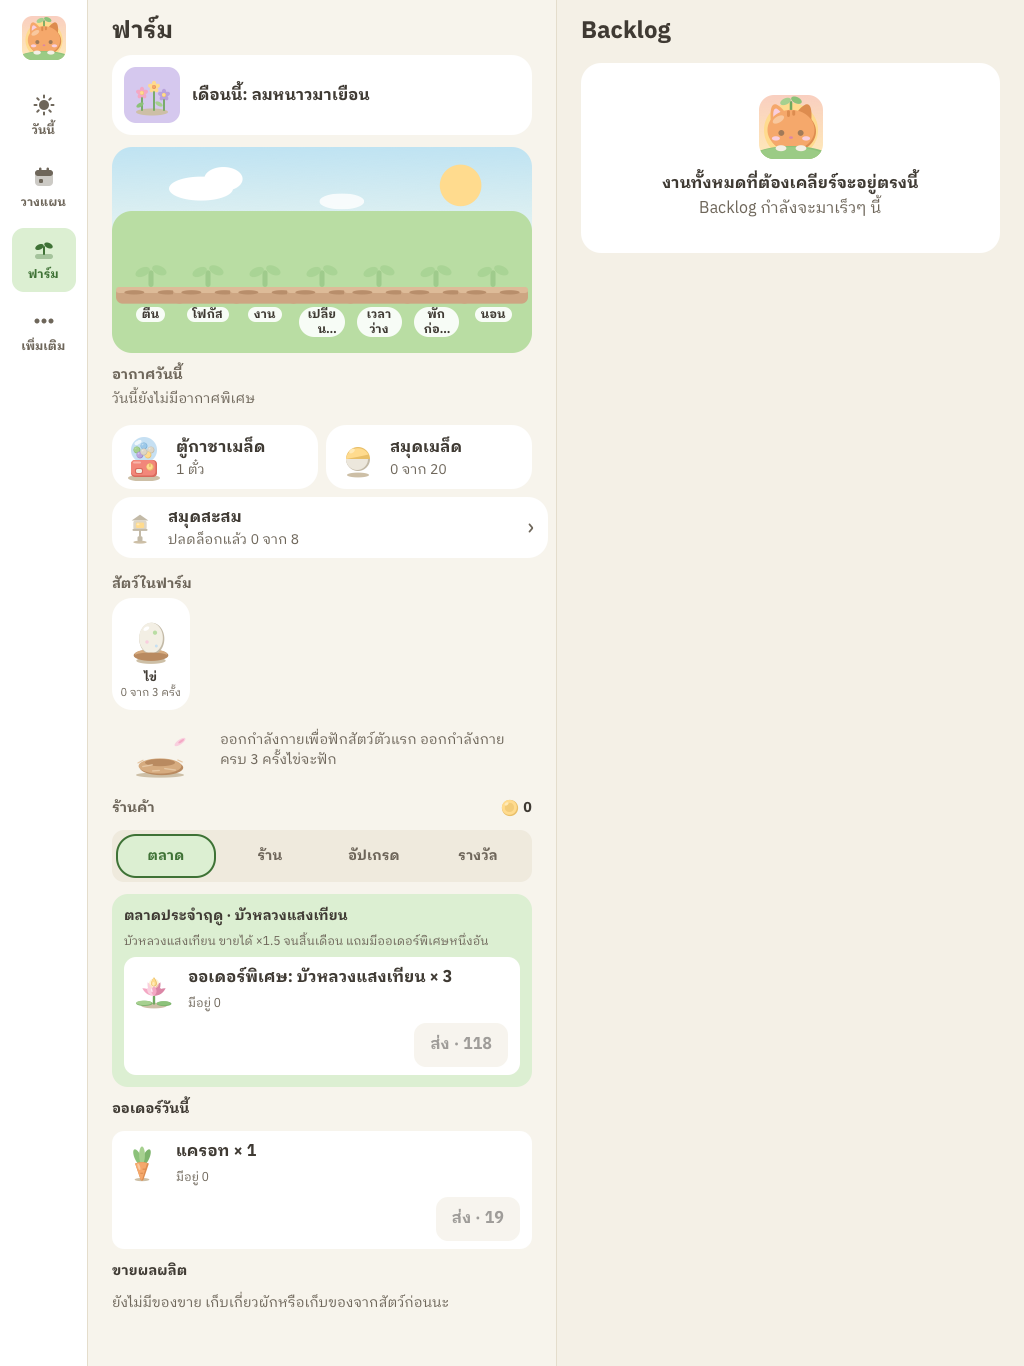 วันนี้
วางแผน
ฟาร์ม
เพิ่มเติม
ฟาร์ม
เดือนนี้: ลมหนาวมาเยือน
ตื่น
โฟกัส
งาน
เปลี่ย
น...
เวลา
ว่าง
พัก
ก่อ...
นอน
อากาศวันนี้
วันนี้ยังไม่มีอากาศพิเศษ
ตู้กาชาเมล็ด
1 ตั๋ว
สมุดเมล็ด
0 จาก 20
สมุดสะสม
ปลดล็อกแล้ว 0 จาก 8
›
สัตว์ในฟาร์ม
ไข่
0 จาก 3 ครั้ง
ออกกำลังกายเพื่อฟักสัตว์ตัวแรก ออกกำลังกาย
ครบ 3 ครั้งไข่จะฟัก
ร้านค้า
0
ตลาด
ร้าน
อัปเกรด
รางวัล
ตลาดประจำฤดู · บัวหลวงแสงเทียน
บัวหลวงแสงเทียน ขายได้ ×1.5 จนสิ้นเดือน แถมมีออเดอร์พิเศษหนึ่งอัน
ออเดอร์พิเศษ: บัวหลวงแสงเทียน × 3
มีอยู่ 0
ส่ง · 118
ออเดอร์วันนี้
แครอท × 1
มีอยู่ 0
ส่ง · 19
ขายผลผลิต
ยังไม่มีของขาย เก็บเกี่ยวผักหรือเก็บของจากสัตว์ก่อนนะ
Backlog
งานทั้งหมดที่ต้องเคลียร์จะอยู่ตรงนี้
Backlog กำลังจะมาเร็วๆ นี้